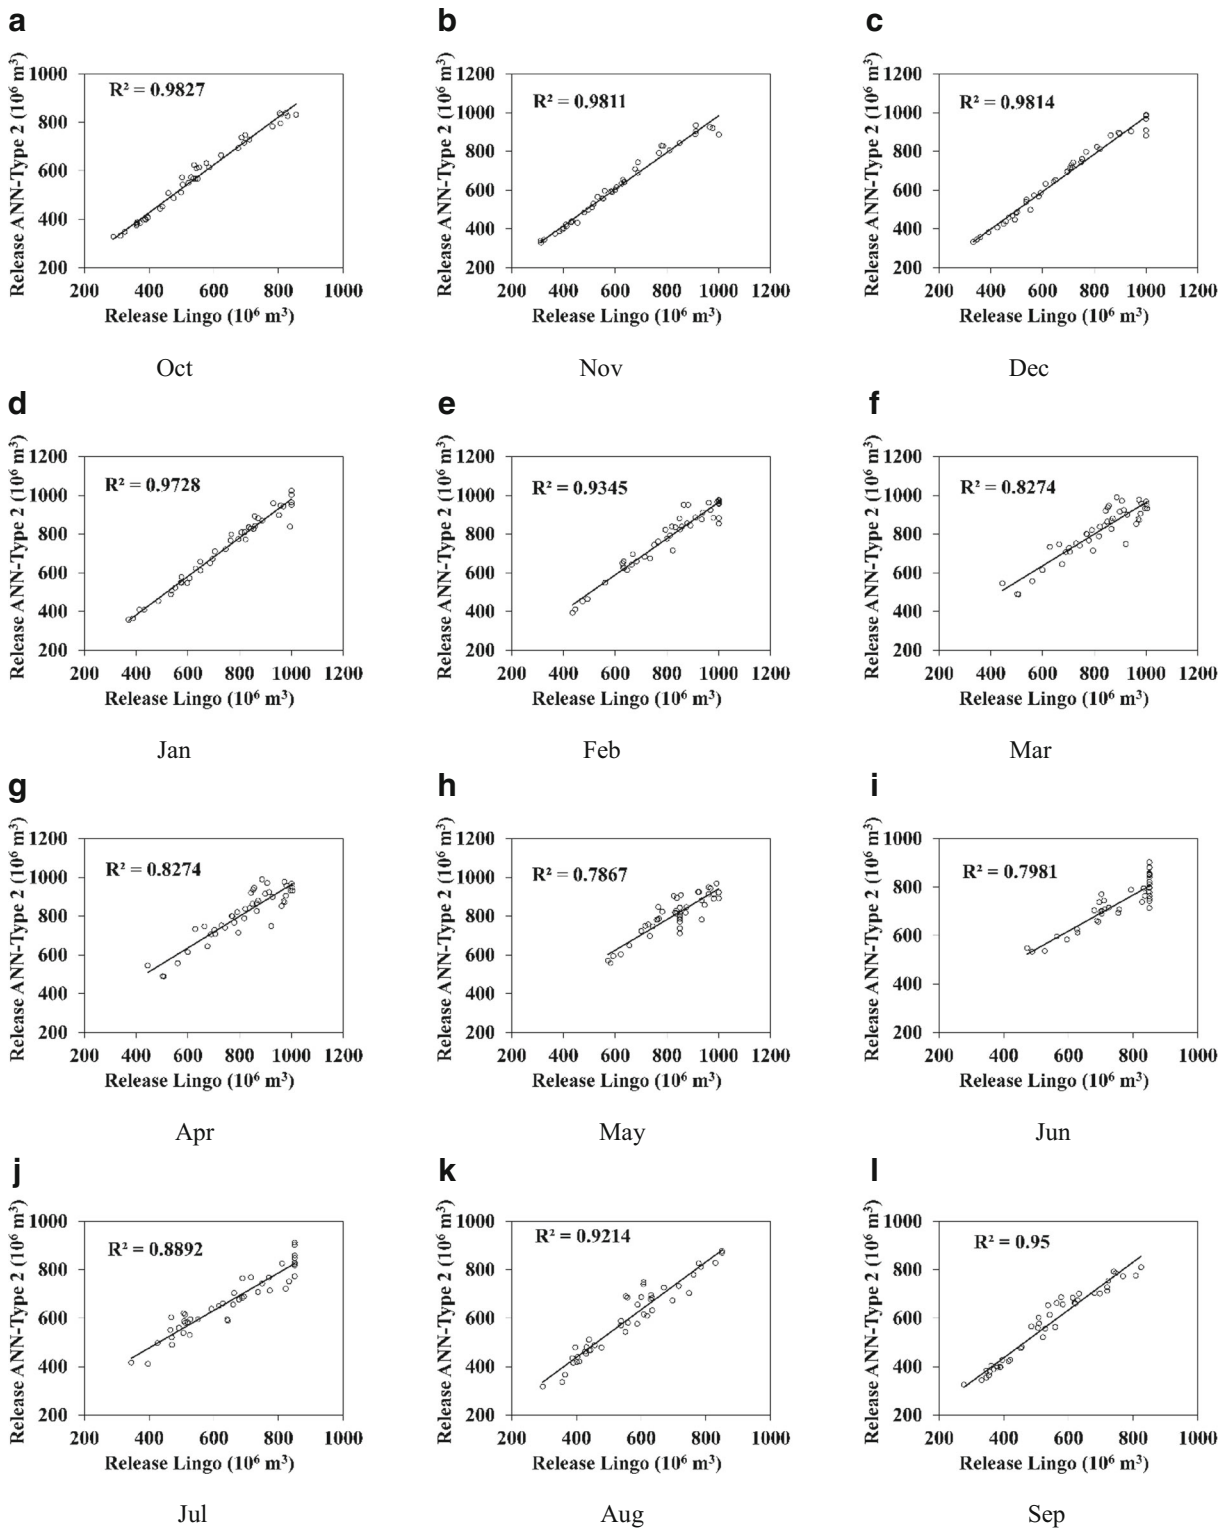 a
b
c
Release ANN-Type 2 (10⁶ m³)
1000
800
600
400
200
R² = 0.9827
200 400 600 800 1000
Release Lingo (10⁶ m³)
Oct
Release ANN-Type 2 (10⁶ m³)
1200
1000
800
600
400
200
R² = 0.9811
200 400 600 800 1000 1200
Release Lingo (10⁶ m³)
Nov
Release ANN-Type 2 (10⁶ m³)
1200
1000
800
600
400
200
R² = 0.9814
200 400 600 800 1000 1200
Release Lingo (10⁶ m³)
Dec
d
e
f
Release ANN-Type 2 (10⁶ m³)
1200
1000
800
600
400
200
R² = 0.9728
200 400 600 800 1000 1200
Release Lingo (10⁶ m³)
Jan
Release ANN-Type 2 (10⁶ m³)
1200
1000
800
600
400
200
R² = 0.9345
200 400 600 800 1000 1200
Release Lingo (10⁶ m³)
Feb
Release ANN-Type 2 (10⁶ m³)
1200
1000
800
600
400
200
R² = 0.8274
200 400 600 800 1000 1200
Release Lingo (10⁶ m³)
Mar
g
h
i
Release ANN-Type 2 (10⁶ m³)
1200
1000
800
600
400
200
R² = 0.8274
200 400 600 800 1000 1200
Release Lingo (10⁶ m³)
Apr
Release ANN-Type 2 (10⁶ m³)
1200
1000
800
600
400
200
R² = 0.7867
200 400 600 800 1000 1200
Release Lingo (10⁶ m³)
May
Release ANN-Type 2 (10⁶ m³)
1000
800
600
400
200
R² = 0.7981
200 400 600 800 1000
Release Lingo (10⁶ m³)
Jun
j
k
l
Release ANN-Type 2 (10⁶ m³)
1000
800
600
400
200
R² = 0.8892
200 400 600 800 1000
Release Lingo (10⁶ m³)
Jul
Release ANN-Type 2 (10⁶ m³)
1000
800
600
400
200
R² = 0.9214
200 400 600 800 1000
Release Lingo (10⁶ m³)
Aug
Release ANN-Type 2 (10⁶ m³)
1000
800
600
400
200
R² = 0.95
200 400 600 800 1000
Release Lingo (10⁶ m³)
Sep